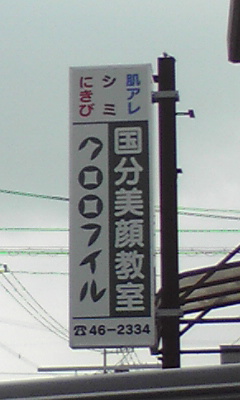 肌アレ
シミ
にきび
国分美顔教室
クロロフイル
☎46-2334